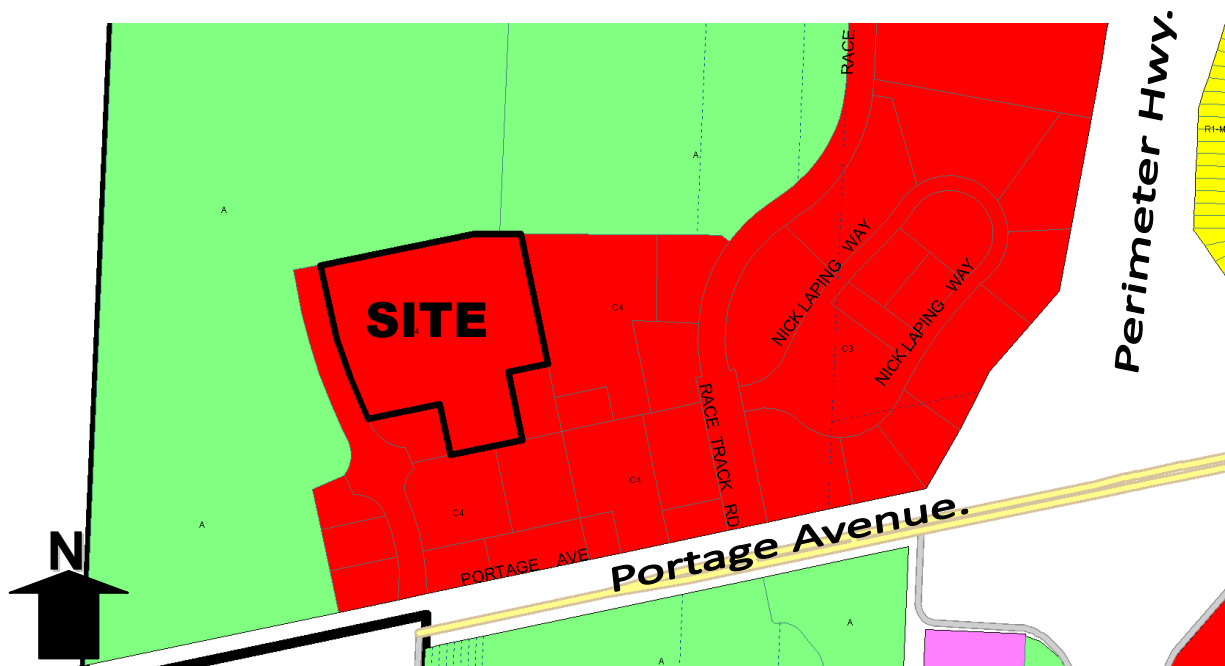 RACE
Perimeter Hwy.
R1-M
A
A
NICK LAPING WAY
SITE
C4
NICK LAPING WAY
C3
RACE TRACK RD
C4
C4
A
N
Portage Avenue.
PORTAGE AVE
A
A